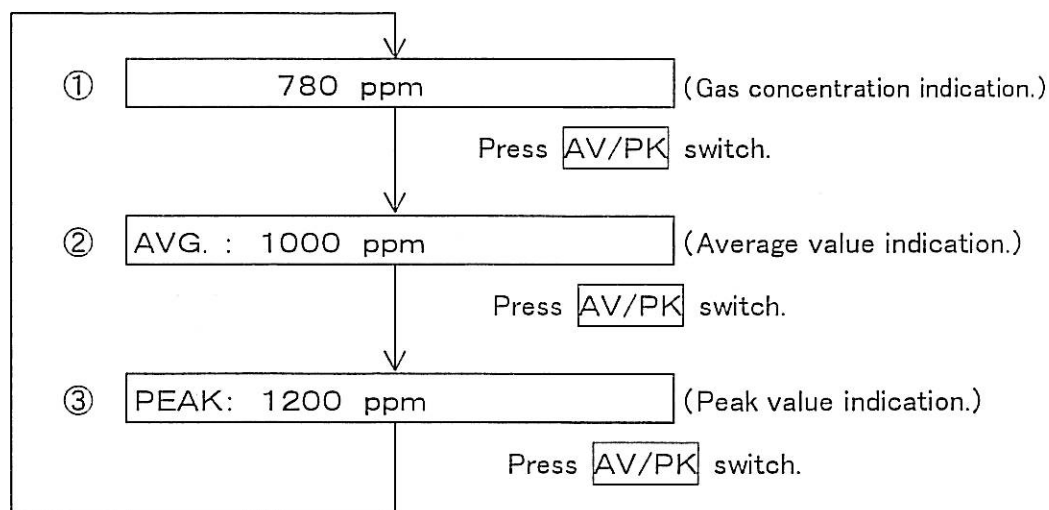 ① 780 ppm (Gas concentration indication.)
Press AV/PK switch.
② AVG. : 1000 ppm (Average value indication.)
Press AV/PK switch.
③ PEAK: 1200 ppm (Peak value indication.)
Press AV/PK switch.